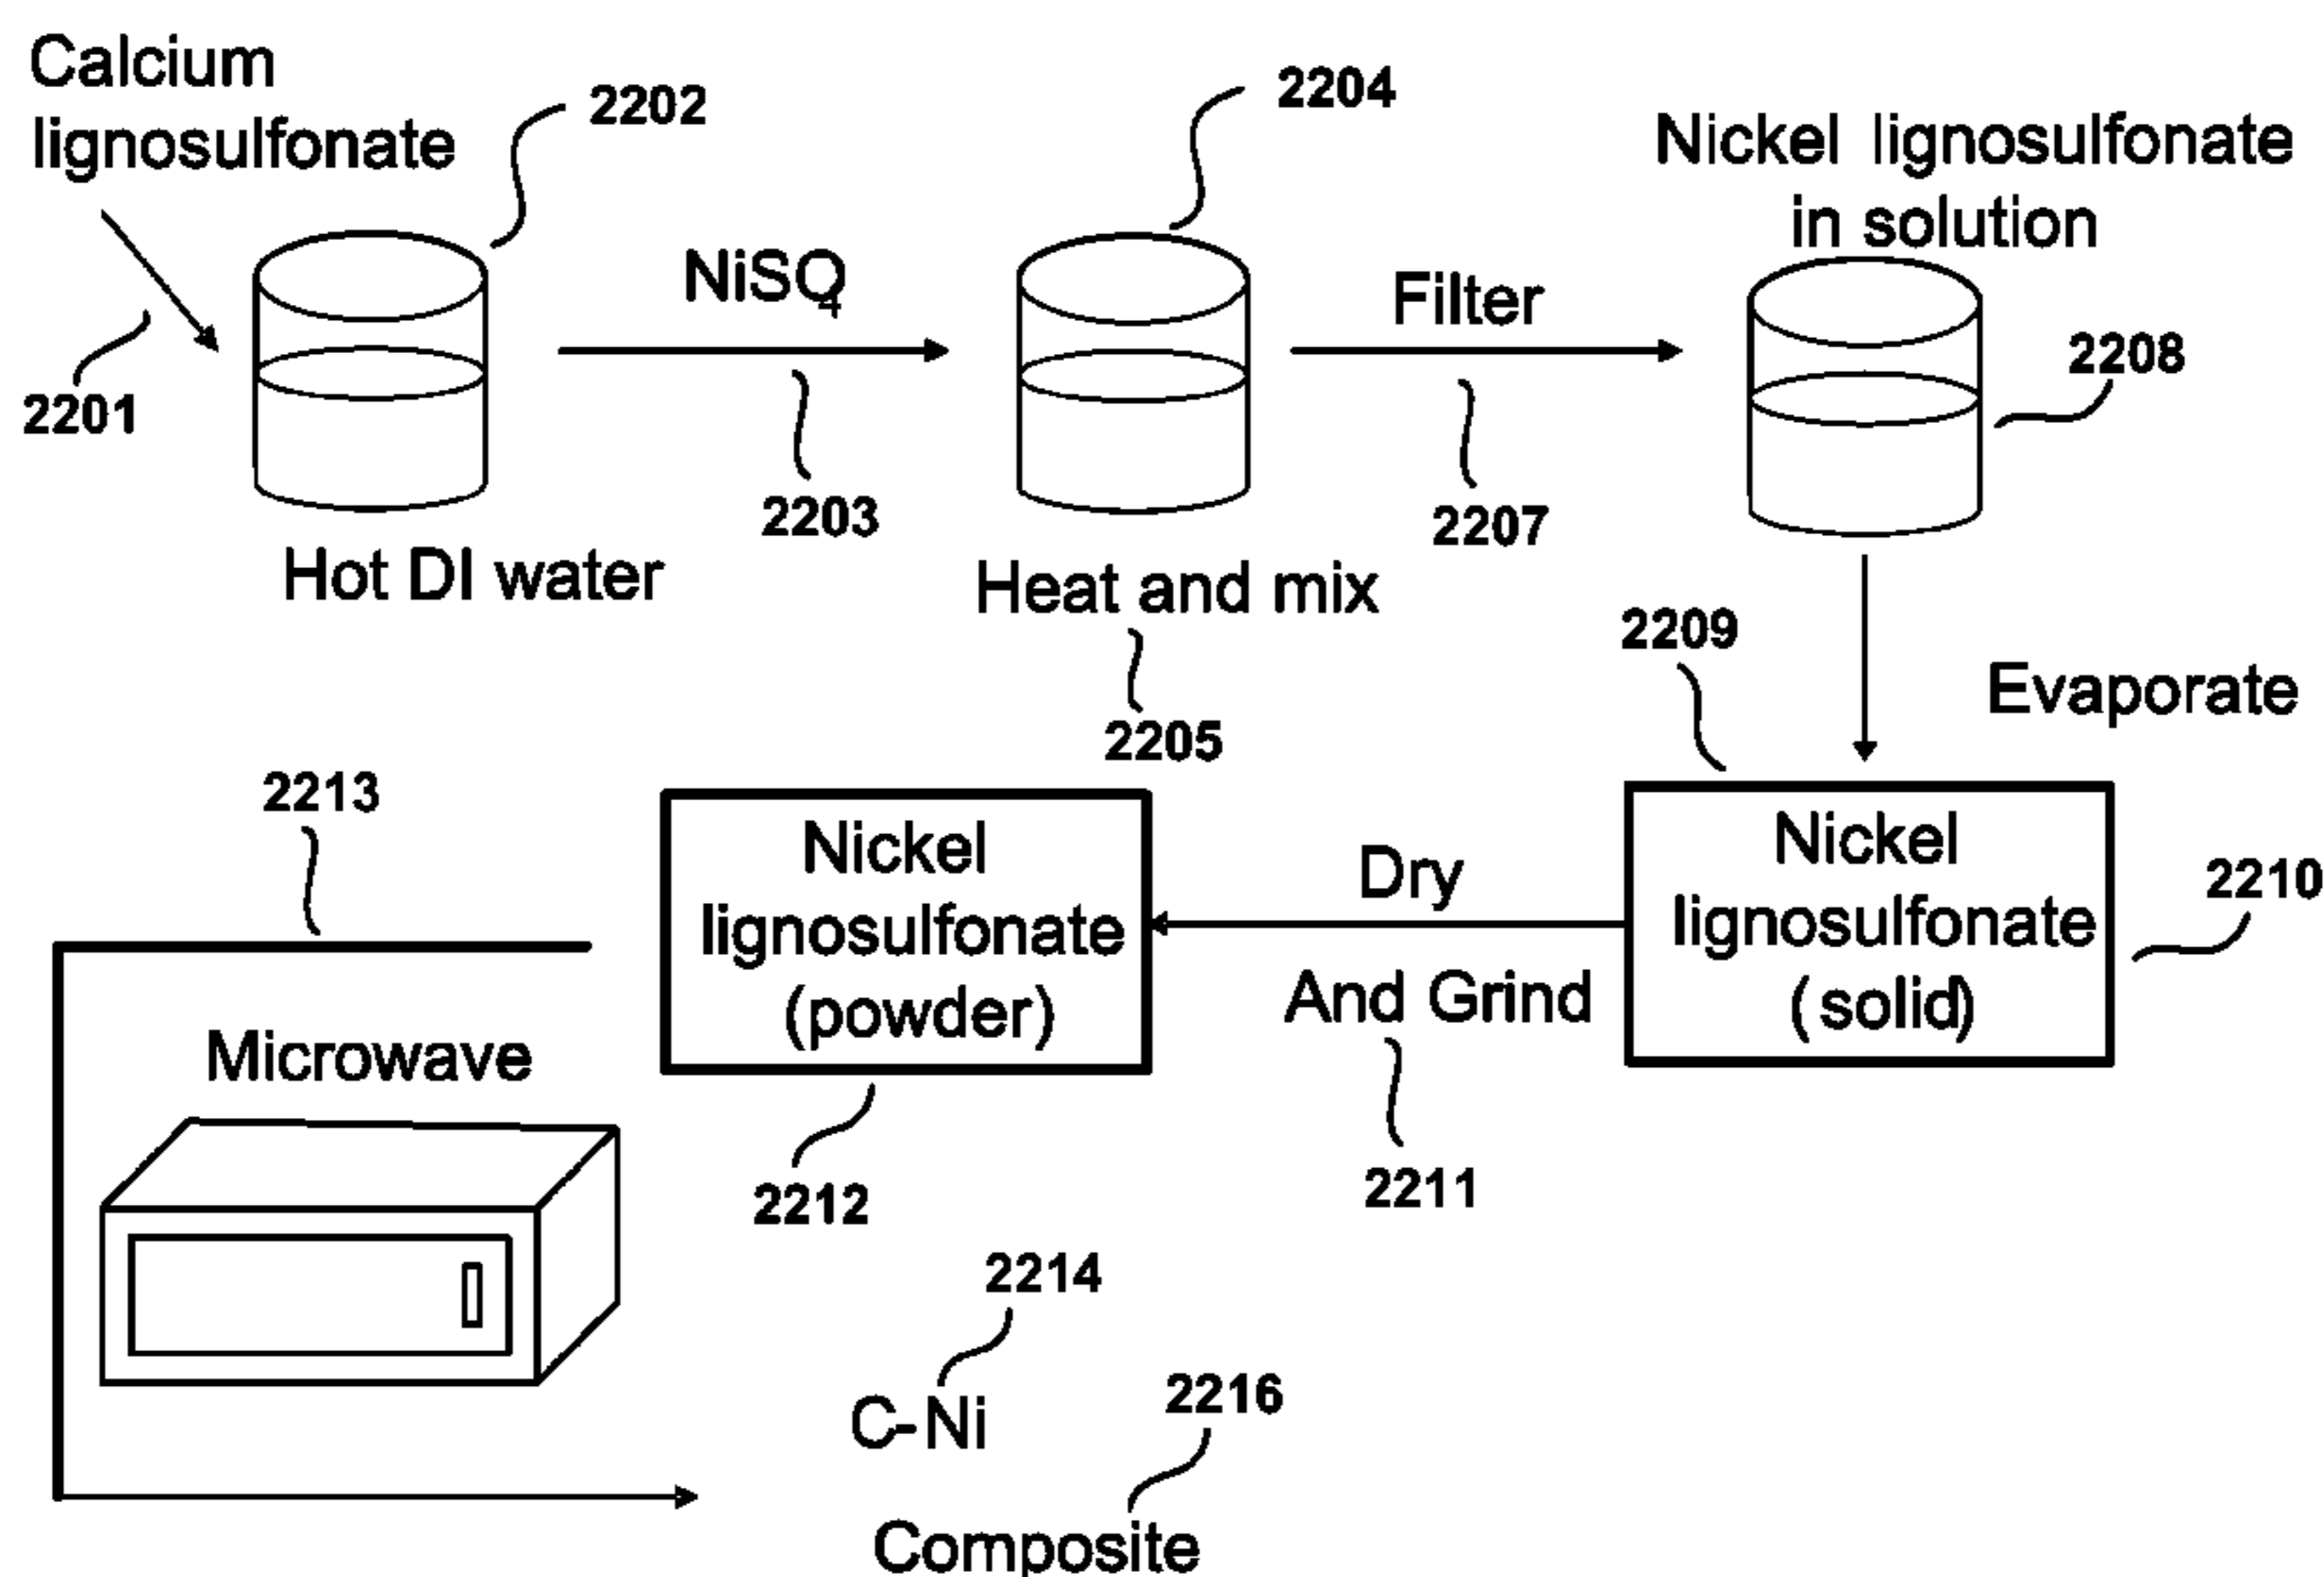 Calcium
lignosulfonate
2202
2204
Nickel lignosulfonate
in solution
NiSO4
Filter
2201
2208
2203
2207
Hot DI water
Heat and mix
2209
Evaporate
2205
2213
Nickel
lignosulfonate
(powder)
Dry
And Grind
Nickel
lignosulfonate
(solid)
2210
Microwave
2212
2211
2214
C-Ni
2216
Composite